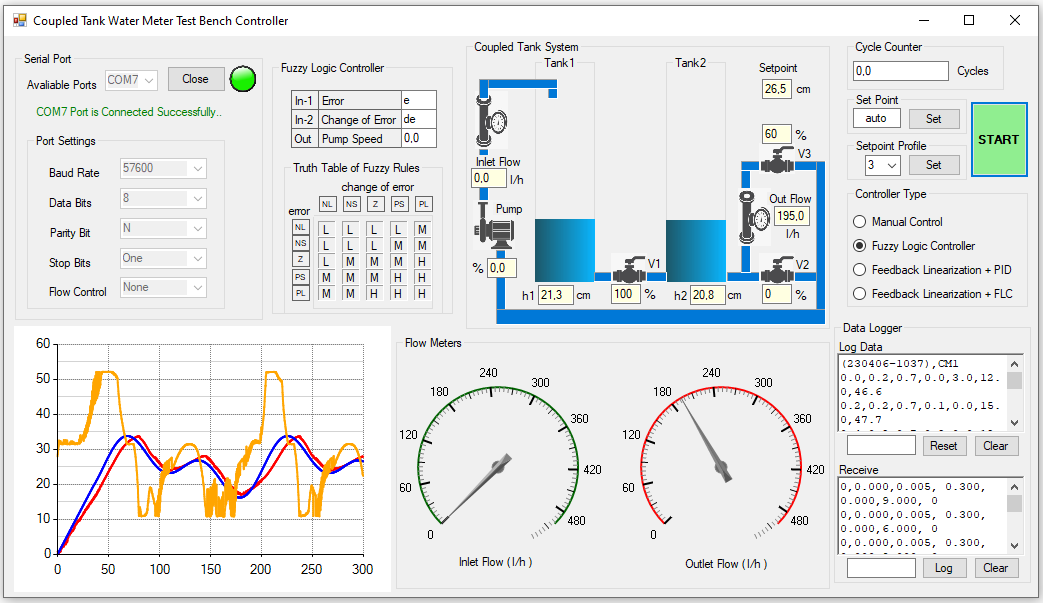 Coupled Tank Water Meter Test Bench Controller
Serial Port
Avaliable Ports COM7 Close
COM7 Port is Connected Successfully..
Port Settings
Baud Rate 57600
Data Bits 8
Parity Bit N
Stop Bits One
Flow Control None
Fuzzy Logic Controller
In-1 Error e
In-2 Change of Error de
Out Pump Speed 0,0
Truth Table of Fuzzy Rules
change of error
error NL NS Z PS PL
NL L L L L M
NS L L L M M
Z L M M M H
PS M M M H H
PL M M H H H
Coupled Tank System
Tank1 Tank2
Setpoint
26,5 cm
60 %
V3
Inlet Flow
0,0 l/h
Pump
% 0,0
Out Flow
195,0
l/h
V1 V2
h1 21,3 cm 100 % h2 20,8 cm 0 %
Cycle Counter
0,0 Cycles
Set Point
auto Set
START
Setpoint Profile
3 Set
Controller Type
Manual Control
Fuzzy Logic Controller
Feedback Linearization + PID
Feedback Linearization + FLC
60
50
40
30
20
10
0
0 50 100 150 200 250 300
Flow Meters
0 60 120 180 240 300 360 420 480
Inlet Flow ( l/h )
0 60 120 180 240 300 360 420 480
Outlet Flow ( l/h )
Data Logger
Log Data
(230406-1037),CM1
0.0,0.2,0.7,0.0,3.0,12.
0,46.6
0.2,0.2,0.7,0.1,0.0,15.
0,47.7
Reset Clear
Receive
0,0.000,0.005, 0.300,
0.000,9.000, 0
0,0.000,0.005, 0.300,
0.000,6.000, 0
0,0.000,0.005, 0.300,
Log Clear